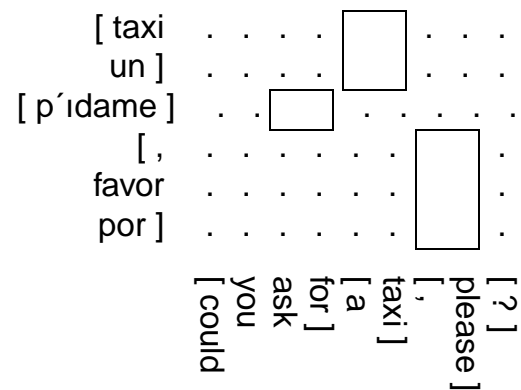 [ taxi
un ]
[ p´ıdame ]
[ ,
favor
por ]
[ could
you
ask
for ]
[ a
taxi ]
[ ,
please ]
[ ? ]